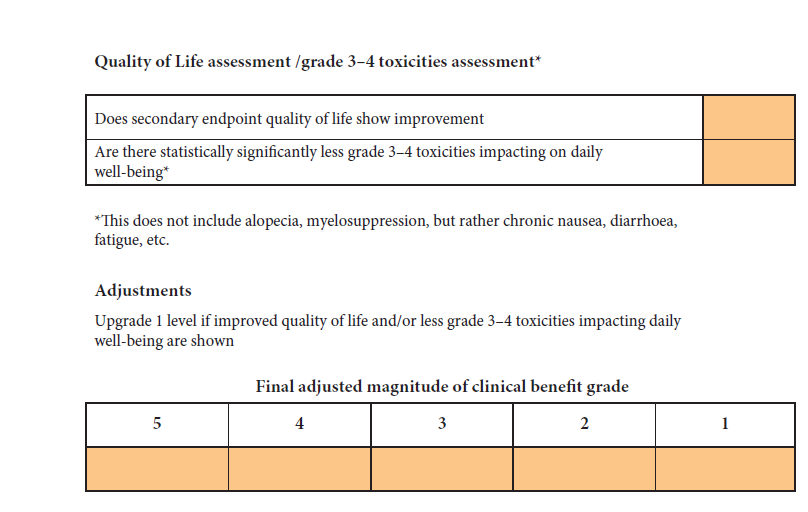 Quality of Life assessment /grade 3–4 toxicities assessment*
Does secondary endpoint quality of life show improvement
Are there statistically significantly less grade 3–4 toxicities impacting on daily
well-being*
*This does not include alopecia, myelosuppression, but rather chronic nausea, diarrhoea,
fatigue, etc.
Adjustments
Upgrade 1 level if improved quality of life and/or less grade 3–4 toxicities impacting daily
well-being are shown
Final adjusted magnitude of clinical benefit grade
5 4 3 2 1